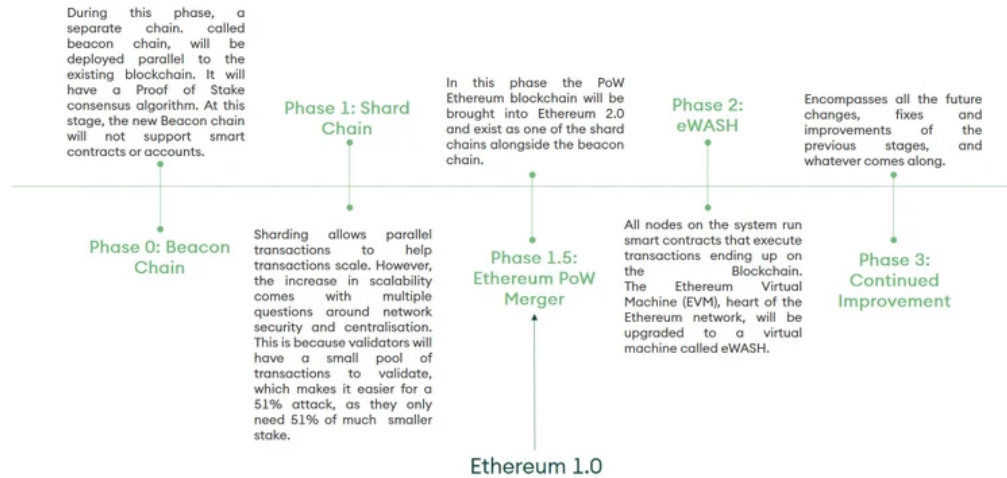 During this phase, a
separate chain. called
beacon chain, will be
deployed parallel to the
existing blockchain. It will
have a Proof of Stake
consensus algorithm. At this
stage, the new Beacon chain
will not support smart
contracts or accounts.
Phase 0: Beacon
Chain
Phase 1: Shard
Chain
Sharding allows parallel
transactions to help
transactions scale. However,
the increase in scalability
comes with multiple
questions around network
security and centralisation.
This is because validators will
have a small pool of
transactions to validate,
which makes it easier for a
51% attack, as they only
need 51% of much smaller
stake.
In this phase the PoW
Ethereum blockchain will be
brought into Ethereum 2.0
and exist as one of the shard
chains alongside the beacon
chain.
Phase 1.5:
Ethereum PoW
Merger
Ethereum 1.0
Phase 2:
eWASH
All nodes on the system run
smart contracts that execute
transactions ending up on
the Blockchain.
The Ethereum Virtual
Machine (EVM), heart of the
Ethereum network, will be
upgraded to a virtual
machine called eWASH.
Encompasses all the future
changes, fixes and
improvements of the
previous stages, and
whatever comes along.
Phase 3:
Continued
Improvement